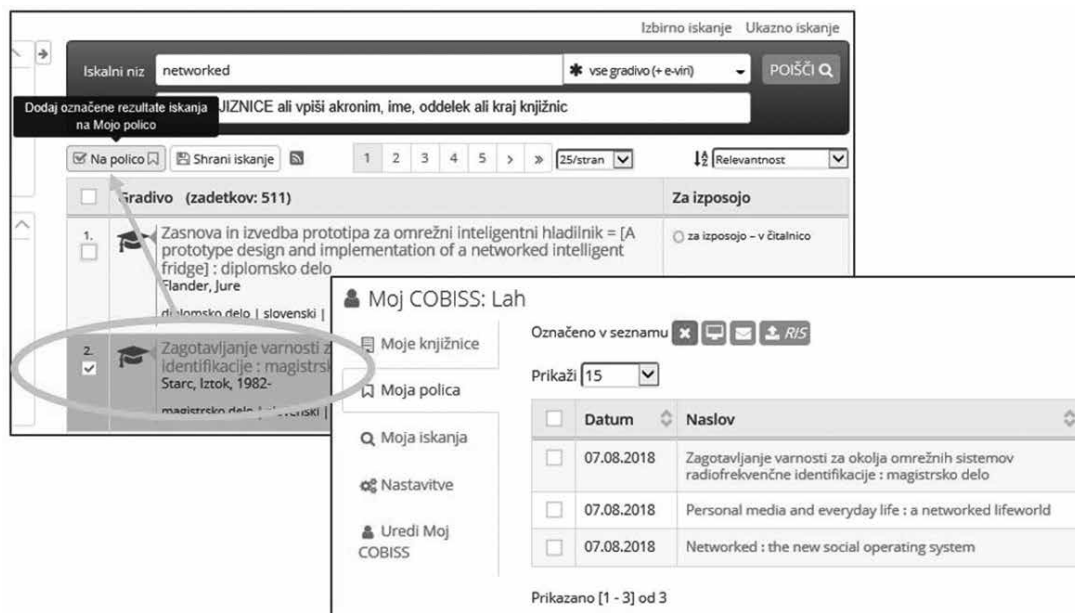 Izbirno iskanje Ukazno iskanje
Iskalni niz networked vse gradivo (+ e-viri) POIŠČI
JIZNICE ali vpiši akronim, ime, oddelek ali kraj knjižnic
Dodaj označene rezultate iskanja
na Mojo polico
Na polico Shrani iskanje 1 2 3 4 5 > » 25/stran Relevantnost
Gradivo (zadetkov: 511) Za izposojo
1. Zasnova in izvedba prototipa za omrežni inteligentni hladilnik = [A
prototype design and implementation of a networked intelligent
fridge] : diplomsko delo
Flander, Jure
diplomsko delo | slovenski |
za izposojo – v čitalnico
2. Zagotavljanje varnosti z
identifikacije : magistrsk
Starc, Iztok, 1982-
magistrsko delo | slovenski |
Moj COBISS: Lah
Moje knjižnice
Moja polica
Moja iskanja
Nastavitve
Uredi Moj
COBISS
Označeno v seznamu RIS
Prikaži 15
Datum Naslov
07.08.2018 Zagotavljanje varnosti za okolja omrežnih sistemov
radiofrekvenčne identifikacije : magistrsko delo
07.08.2018 Personal media and everyday life : a networked lifeworld
07.08.2018 Networked : the new social operating system
Prikazano [1 - 3] od 3